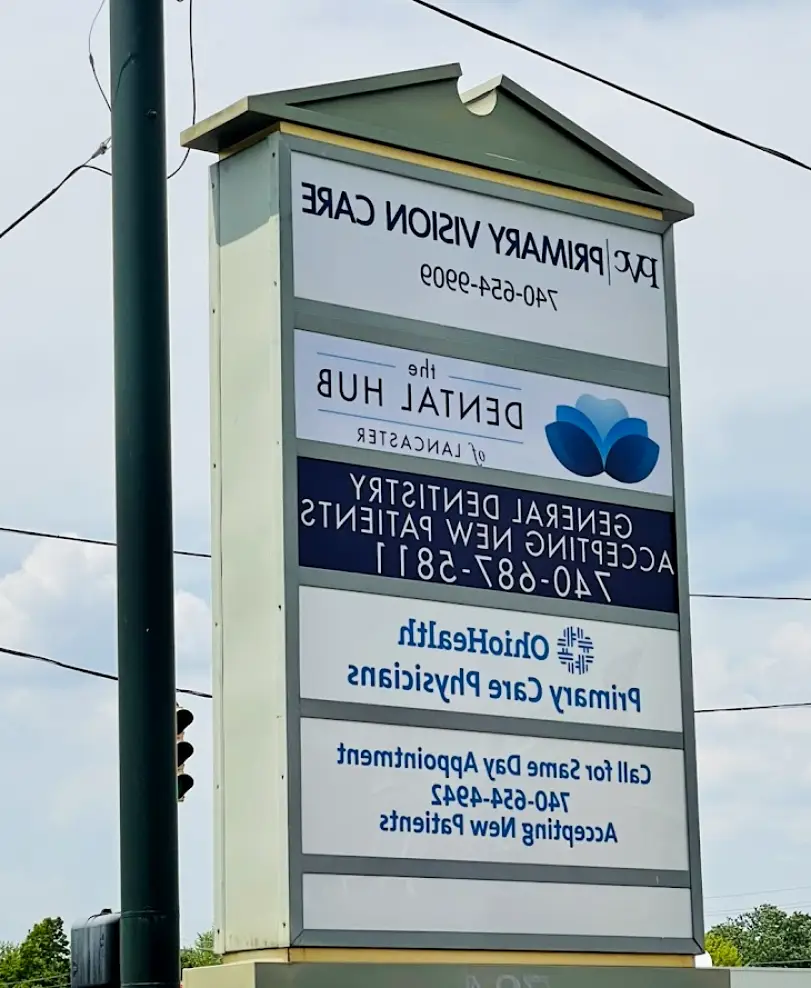 PVC | PRIMARY VISION CARE
740-654-9909
the
DENTAL HUB
of LANCASTER
GENERAL DENTISTRY
ACCEPTING NEW PATIENTS
740-687-5811
OhioHealth
Primary Care Physicians
Call for Same Day Appointment
740-654-4942
Accepting New Patients